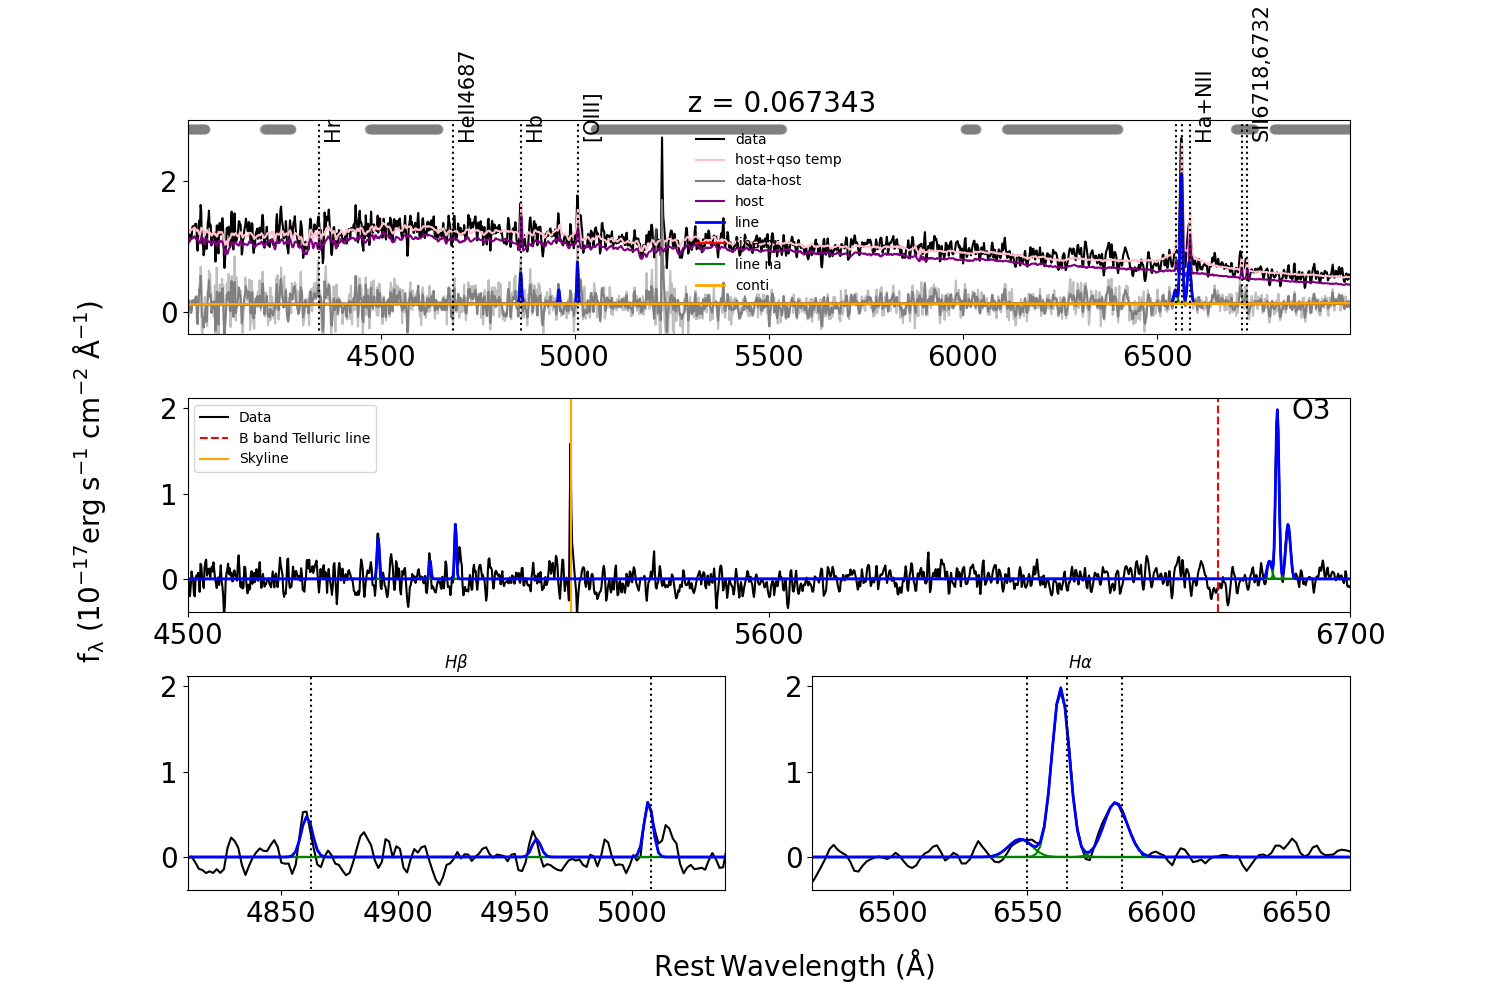 z = 0.067343
Hr
HeII4687
Hb
[OIII]
Ha+NII
SII6718,6732
data
host+qso temp
data-host
host
line
line na
conti
2
0
4500
5000
5500
6000
6500
fλ (10⁻¹⁷erg s⁻¹ cm⁻² Å⁻¹)
Data
B band Telluric line
Skyline
O3
2
1
0
4500
5600
6700
Hβ
2
1
0
4850
4900
4950
5000
Hα
2
1
0
6500
6550
6600
6650
Rest Wavelength (Å)